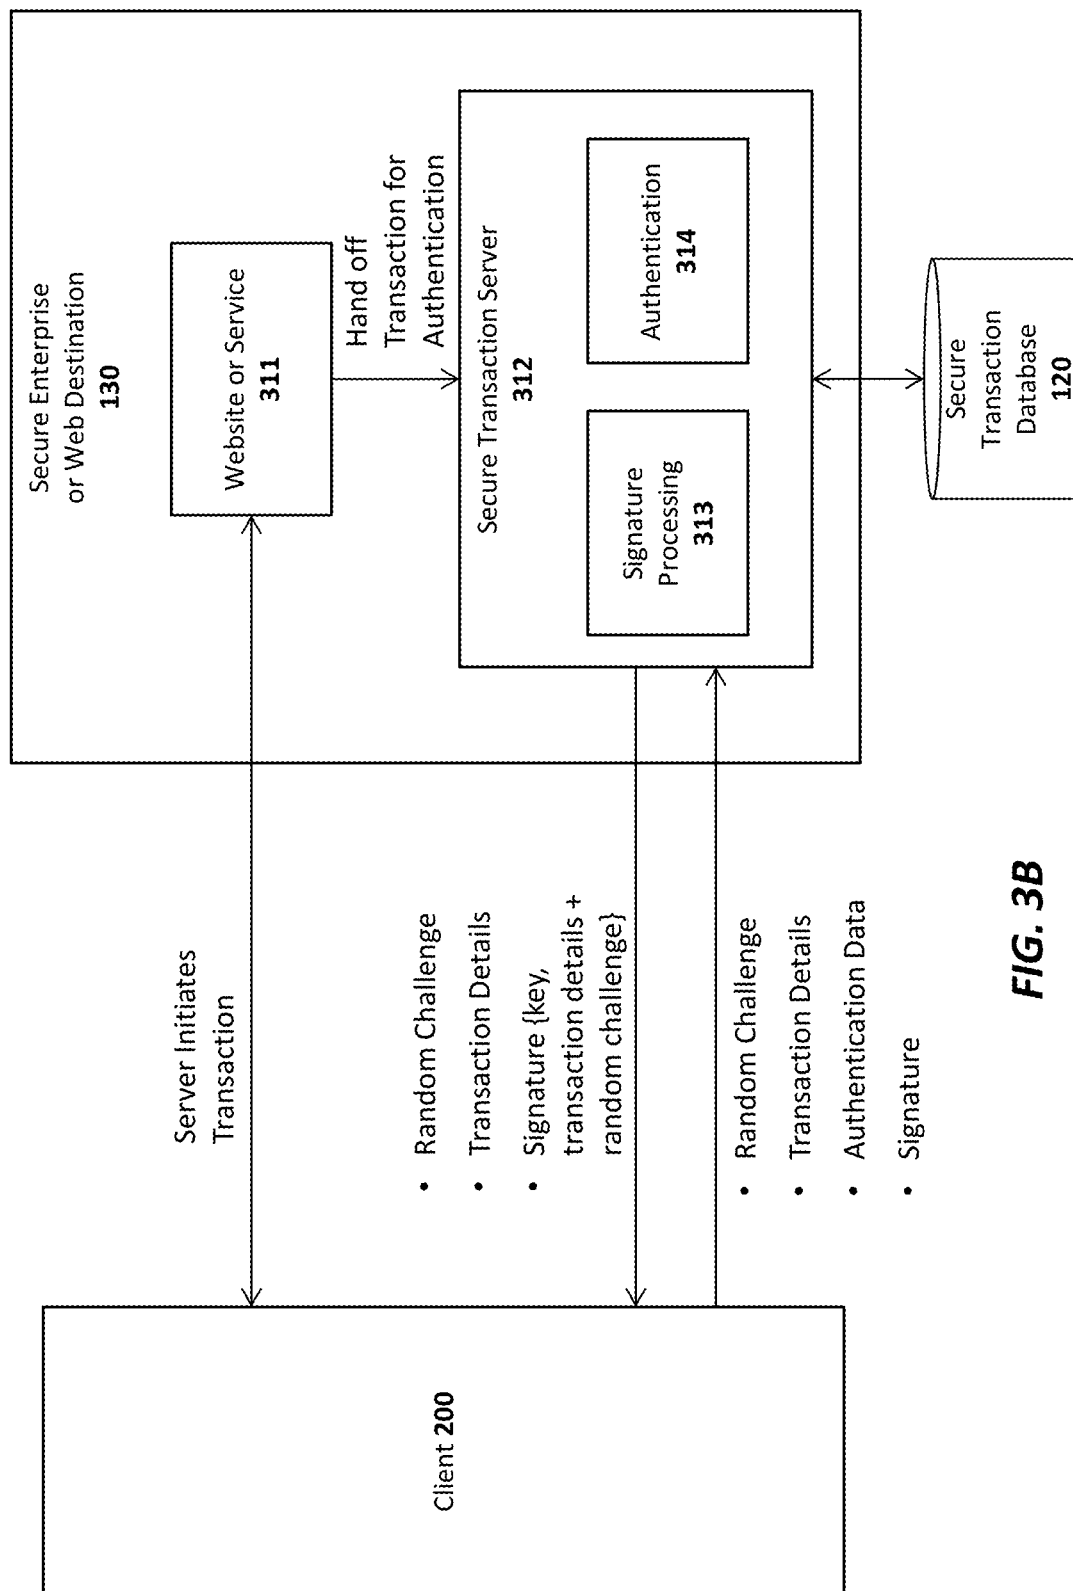 Client 200
Server Initiates
Transaction
• Random Challenge
• Transaction Details
• Signature {key,
transaction details +
random challenge}
• Random Challenge
• Transaction Details
• Authentication Data
• Signature
Secure Enterprise
or Web Destination
130
Website or Service
311
Hand off
Transaction for
Authentication
Secure Transaction Server
312
Signature
Processing
313
Authentication
314
Secure
Transaction
Database
120
FIG. 3B